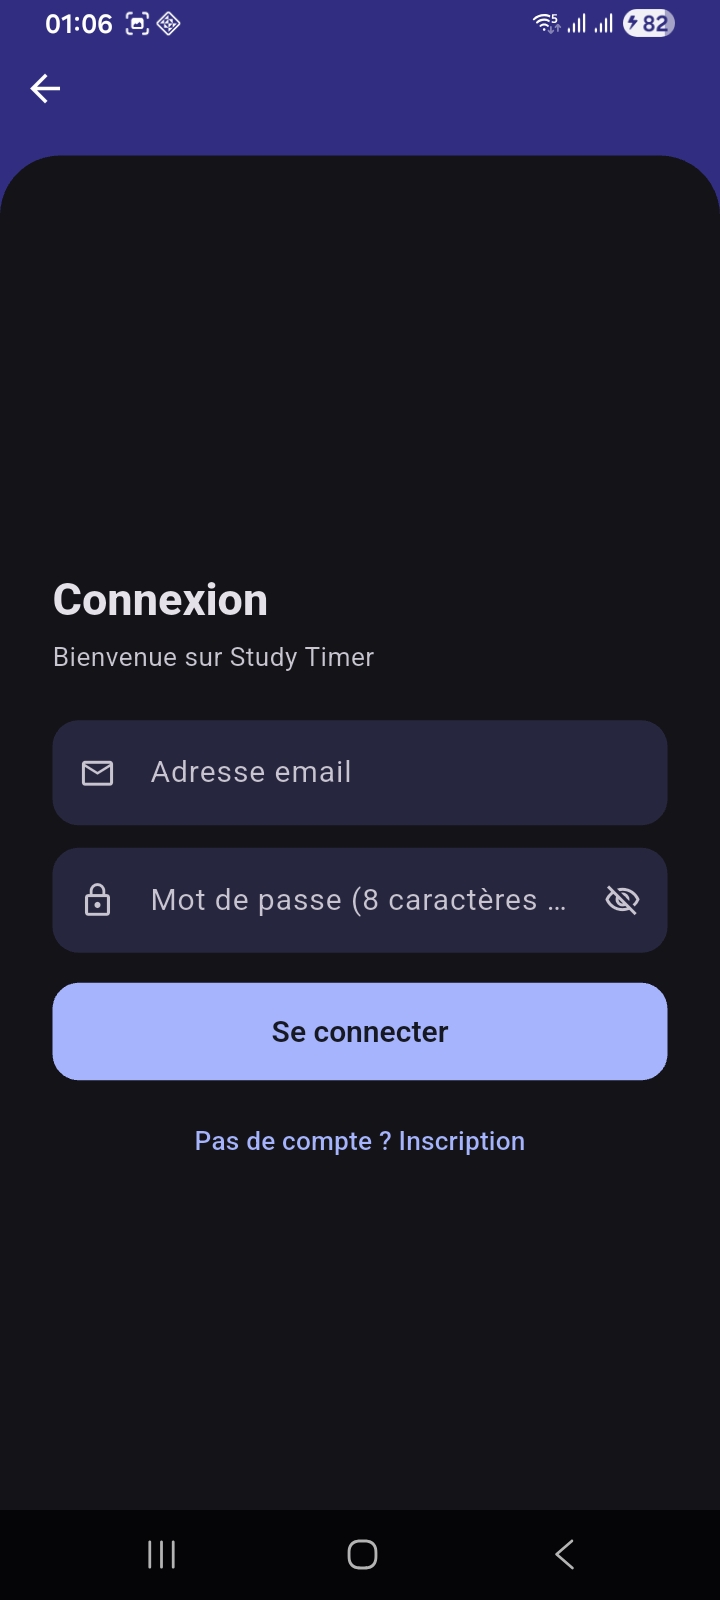 01:06
5
82
Connexion
Bienvenue sur Study Timer
Adresse email
Mot de passe (8 caractères ...
Se connecter
Pas de compte ? Inscription